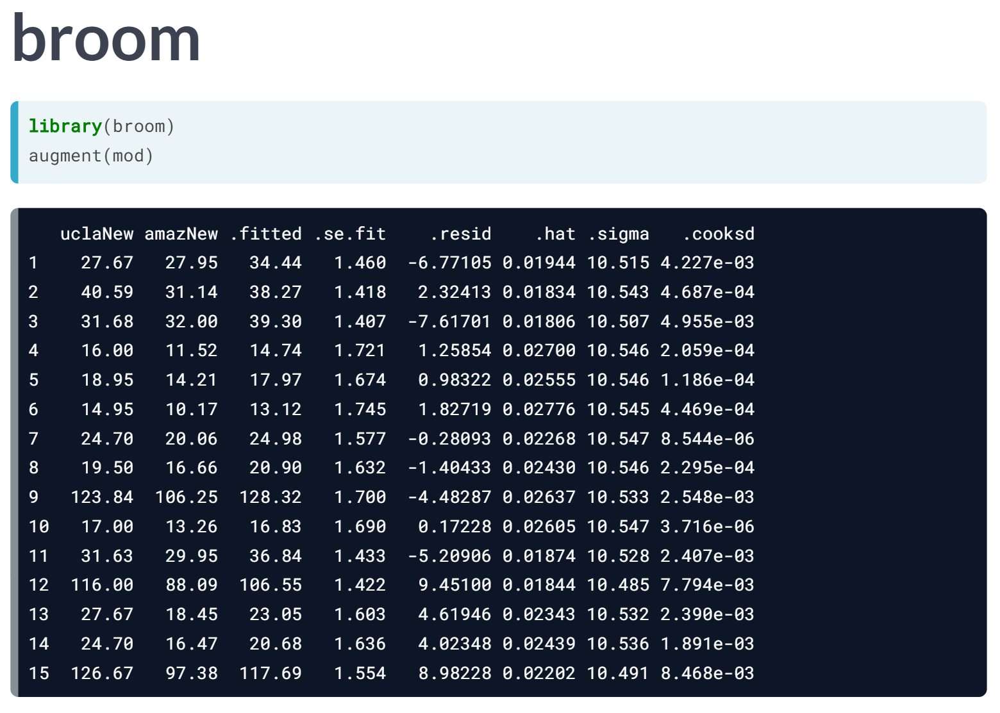 broom
library(broom)
augment(mod)
uclaNew amazNew .fitted .se.fit .resid .hat .sigma .cooksd
1 27.67 27.95 34.44 1.460 -6.77105 0.01944 10.515 4.227e-03
2 40.59 31.14 38.27 1.418 2.32413 0.01834 10.543 4.687e-04
3 31.68 32.00 39.30 1.407 -7.61701 0.01806 10.507 4.955e-03
4 16.00 11.52 14.74 1.721 1.25854 0.02700 10.546 2.059e-04
5 18.95 14.21 17.97 1.674 0.98322 0.02555 10.546 1.186e-04
6 14.95 10.17 13.12 1.745 1.82719 0.02776 10.545 4.469e-04
7 24.70 20.06 24.98 1.577 -0.28093 0.02268 10.547 8.544e-06
8 19.50 16.66 20.90 1.632 -1.40433 0.02430 10.546 2.295e-04
9 123.84 106.25 128.32 1.700 -4.48287 0.02637 10.533 2.548e-03
10 17.00 13.26 16.83 1.690 0.17228 0.02605 10.547 3.716e-06
11 31.63 29.95 36.84 1.433 -5.20906 0.01874 10.528 2.407e-03
12 116.00 88.09 106.55 1.422 9.45100 0.01844 10.485 7.794e-03
13 27.67 18.45 23.05 1.603 4.61946 0.02343 10.532 2.390e-03
14 24.70 16.47 20.68 1.636 4.02348 0.02439 10.536 1.891e-03
15 126.67 97.38 117.69 1.554 8.98228 0.02202 10.491 8.468e-03